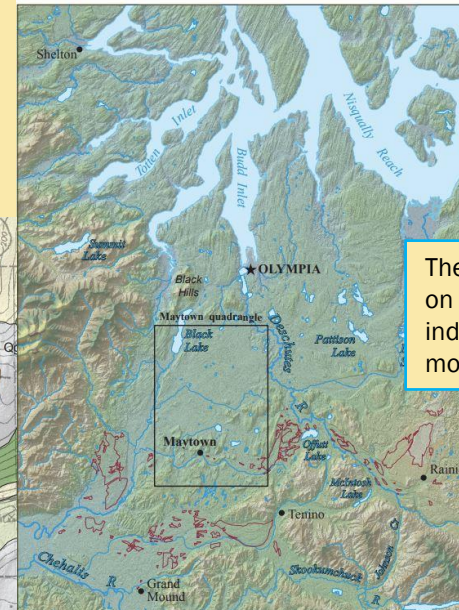 Shelton
Totten Inlet
Budd Inlet
Nisqually Reach
Summit
Lake
★OLYMPIA
Black
Hills
Maytown quadrangle
Black
Lake
Deschutes
R
Pattison
Lake
The
on
ind
mo
Maytown
Offutt
Lake
McIntosh
Lake
Raini
Tenino
Skookumchuck
R
Johnson
Chehalis
R
Grand
Mound